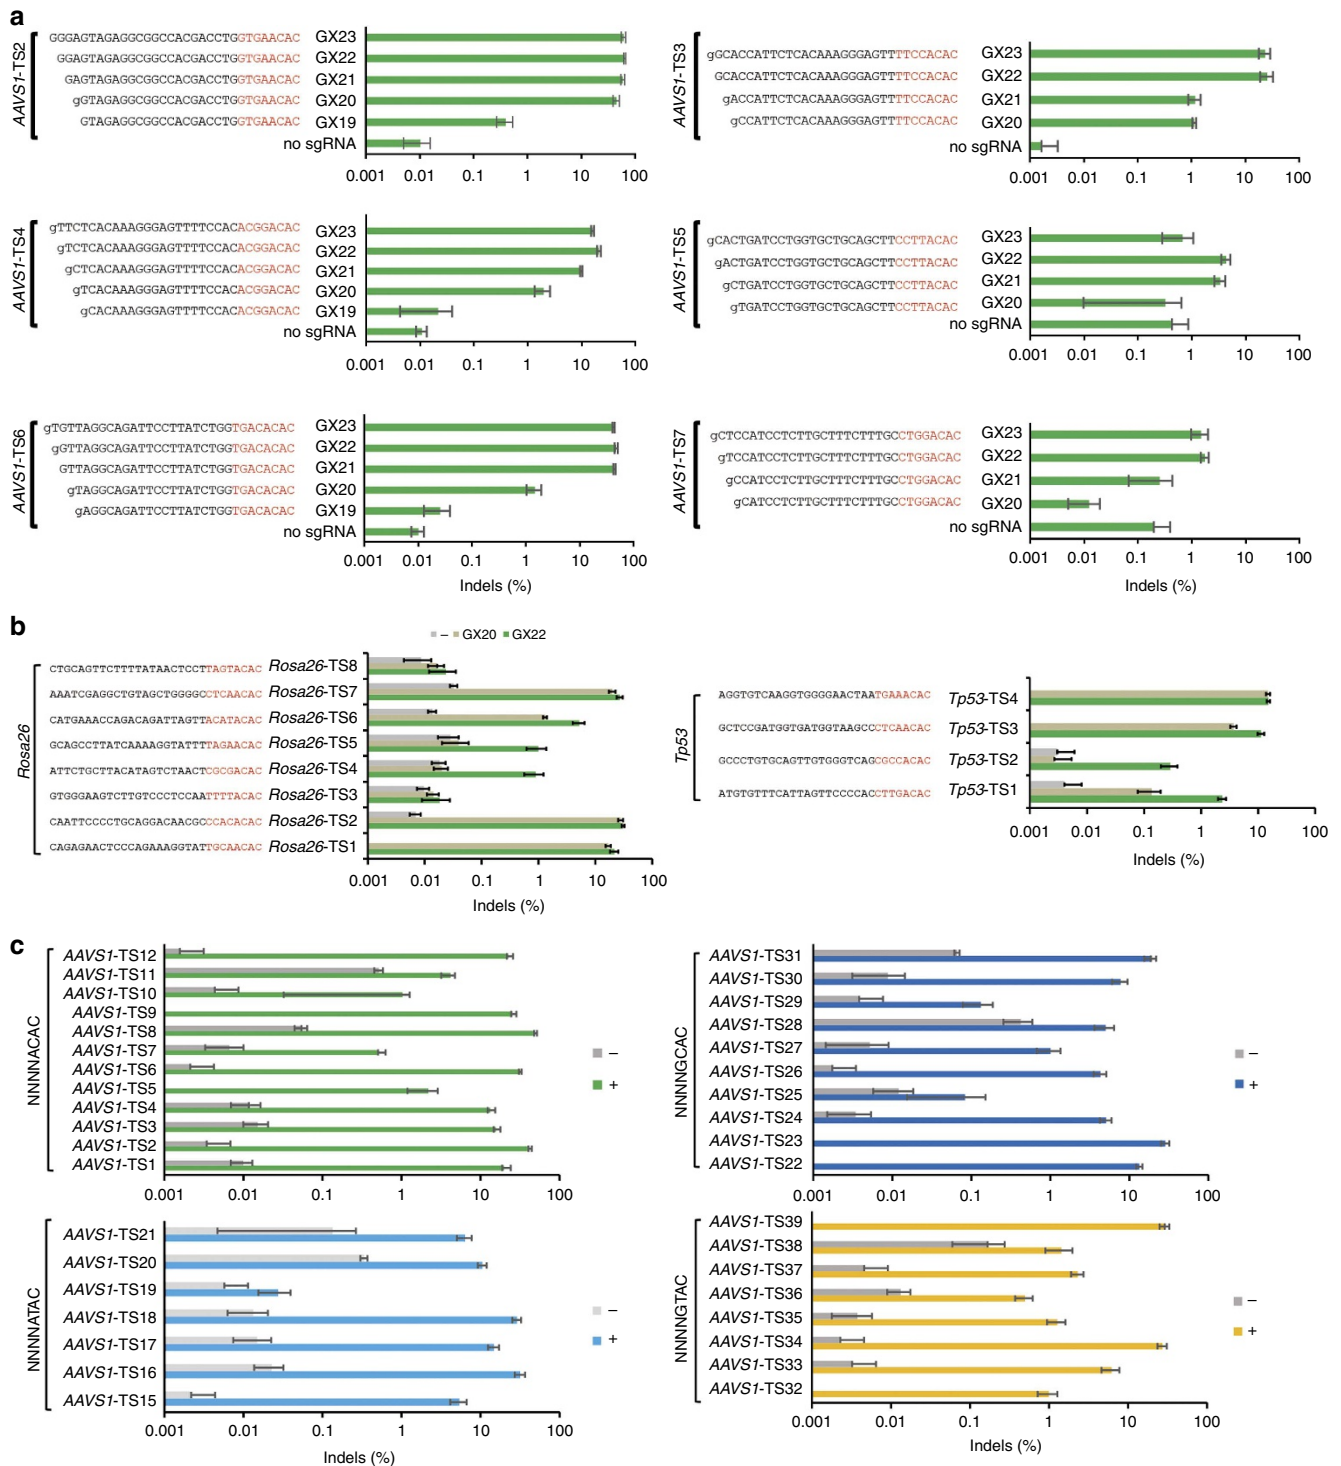 a
AAVS1-TS2
GGGAGTAGAGGCGGCCACGACCTGGTGAACAC GX23
GGAGTAGAGGCGGCCACGACCTGGTGAACAC GX22
GAGTAGAGGCGGCCACGACCTGGTGAACAC GX21
gGTAGAGGCGGCCACGACCTGGTGAACAC GX20
GTAGAGGCGGCCACGACCTGGTGAACAC GX19
no sgRNA
0.001 0.01 0.1 1 10 100
AAVS1-TS3
gGCACCATTCTCACAAAGGGAGTTTTCCACAC GX23
GCACCATTCTCACAAAGGGAGTTTTCCACAC GX22
gACCATTCTCACAAAGGGAGTTTTCCACAC GX21
gCCATTCTCACAAAGGGAGTTTTCCACAC GX20
no sgRNA
0.001 0.01 0.1 1 10 100
AAVS1-TS4
gTTCTCACAAAGGGAGTTTTCCACACGGACAC GX23
gTCTCACAAAGGGAGTTTTCCACACGGACAC GX22
gCTCACAAAGGGAGTTTTCCACACGGACAC GX21
gTCACAAAGGGAGTTTTCCACACGGACAC GX20
gCACAAAGGGAGTTTTCCACACGGACAC GX19
no sgRNA
0.001 0.01 0.1 1 10 100
AAVS1-TS5
gCACTGATCCTGGTGCTGCAGCTTCCTTACAC GX23
gACTGATCCTGGTGCTGCAGCTTCCTTACAC GX22
gCTGATCCTGGTGCTGCAGCTTCCTTACAC GX21
gTGATCCTGGTGCTGCAGCTTCCTTACAC GX20
no sgRNA
0.001 0.01 0.1 1 10 100
AAVS1-TS6
gTGTTAGGCAGATTCCTTATCTGGTGACACAC GX23
gGTTAGGCAGATTCCTTATCTGGTGACACAC GX22
GTTAGGCAGATTCCTTATCTGGTGACACAC GX21
gTAGGCAGATTCCTTATCTGGTGACACAC GX20
gAGGCAGATTCCTTATCTGGTGACACAC GX19
no sgRNA
0.001 0.01 0.1 1 10 100
Indels (%)
AAVS1-TS7
gCTCCATCCTCTTGCTTTCTTTGCCTGGACAC GX23
gTCCATCCTCTTGCTTTCTTTGCCTGGACAC GX22
gCCATCCTCTTGCTTTCTTTGCCTGGACAC GX21
gCATCCTCTTGCTTTCTTTGCCTGGACAC GX20
no sgRNA
0.001 0.01 0.1 1 10 100
Indels (%)
b
– GX20 GX22
Rosa26
CTGCAGTTCTTTTATAACTCCTTAGTACAC Rosa26-TS8
AAATCGAGGCTGTAGCTGGGGCCTCAACAC Rosa26-TS7
CATGAAACCAGACAGATTAGTTACATACAC Rosa26-TS6
GCAGCCTTATCAAAAGGTATTTTAGAACAC Rosa26-TS5
ATTCTGCTTACATAGTCTAACTCGCGACAC Rosa26-TS4
GTGGGAAGTCTTGTCCCTCCAATTTTACAC Rosa26-TS3
CAATTCCCCTGCAGGACAACGCCCACACAC Rosa26-TS2
CAGAGAACTCCCAGAAAGGTATTGCAACAC Rosa26-TS1
0.001 0.01 0.1 1 10 100
Indels (%)
Tp53
AGGTGTCAAGGTGGGGAACTAATGAAACAC Tp53-TS4
GCTCCGATGGTGATGGTAAGCCCTCAACAC Tp53-TS3
GCCCTGTGCAGTTGTGGGTCAGCGCCACAC Tp53-TS2
ATGTGTTTCATTAGTTCCCCACCTTGACAC Tp53-TS1
0.001 0.01 0.1 1 10 100
Indels (%)
c
NNNNACAC
AAVS1-TS12
AAVS1-TS11
AAVS1-TS10
AAVS1-TS9
AAVS1-TS8
AAVS1-TS7
AAVS1-TS6
AAVS1-TS5
AAVS1-TS4
AAVS1-TS3
AAVS1-TS2
AAVS1-TS1
–
+
0.001 0.01 0.1 1 10 100
NNNNGCAC
AAVS1-TS31
AAVS1-TS30
AAVS1-TS29
AAVS1-TS28
AAVS1-TS27
AAVS1-TS26
AAVS1-TS25
AAVS1-TS24
AAVS1-TS23
AAVS1-TS22
–
+
0.001 0.01 0.1 1 10 100
NNNNATAC
AAVS1-TS21
AAVS1-TS20
AAVS1-TS19
AAVS1-TS18
AAVS1-TS17
AAVS1-TS16
AAVS1-TS15
–
+
0.001 0.01 0.1 1 10 100
Indels (%)
NNNNGTAC
AAVS1-TS39
AAVS1-TS38
AAVS1-TS37
AAVS1-TS36
AAVS1-TS35
AAVS1-TS34
AAVS1-TS33
AAVS1-TS32
–
+
0.001 0.01 0.1 1 10 100
Indels (%)